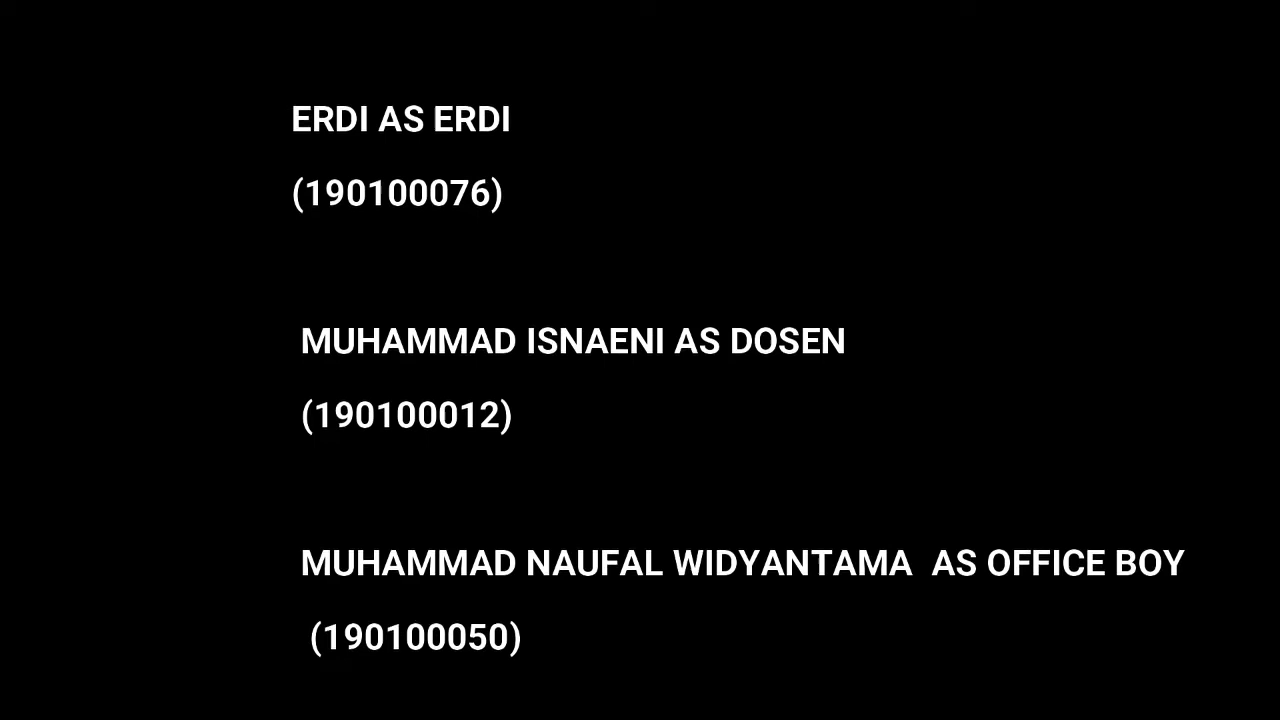 ERDI AS ERDI
(190100076)
MUHAMMAD ISNAENI AS DOSEN
(190100012)
MUHAMMAD NAUFAL WIDYANTAMA  AS OFFICE BOY
(190100050)